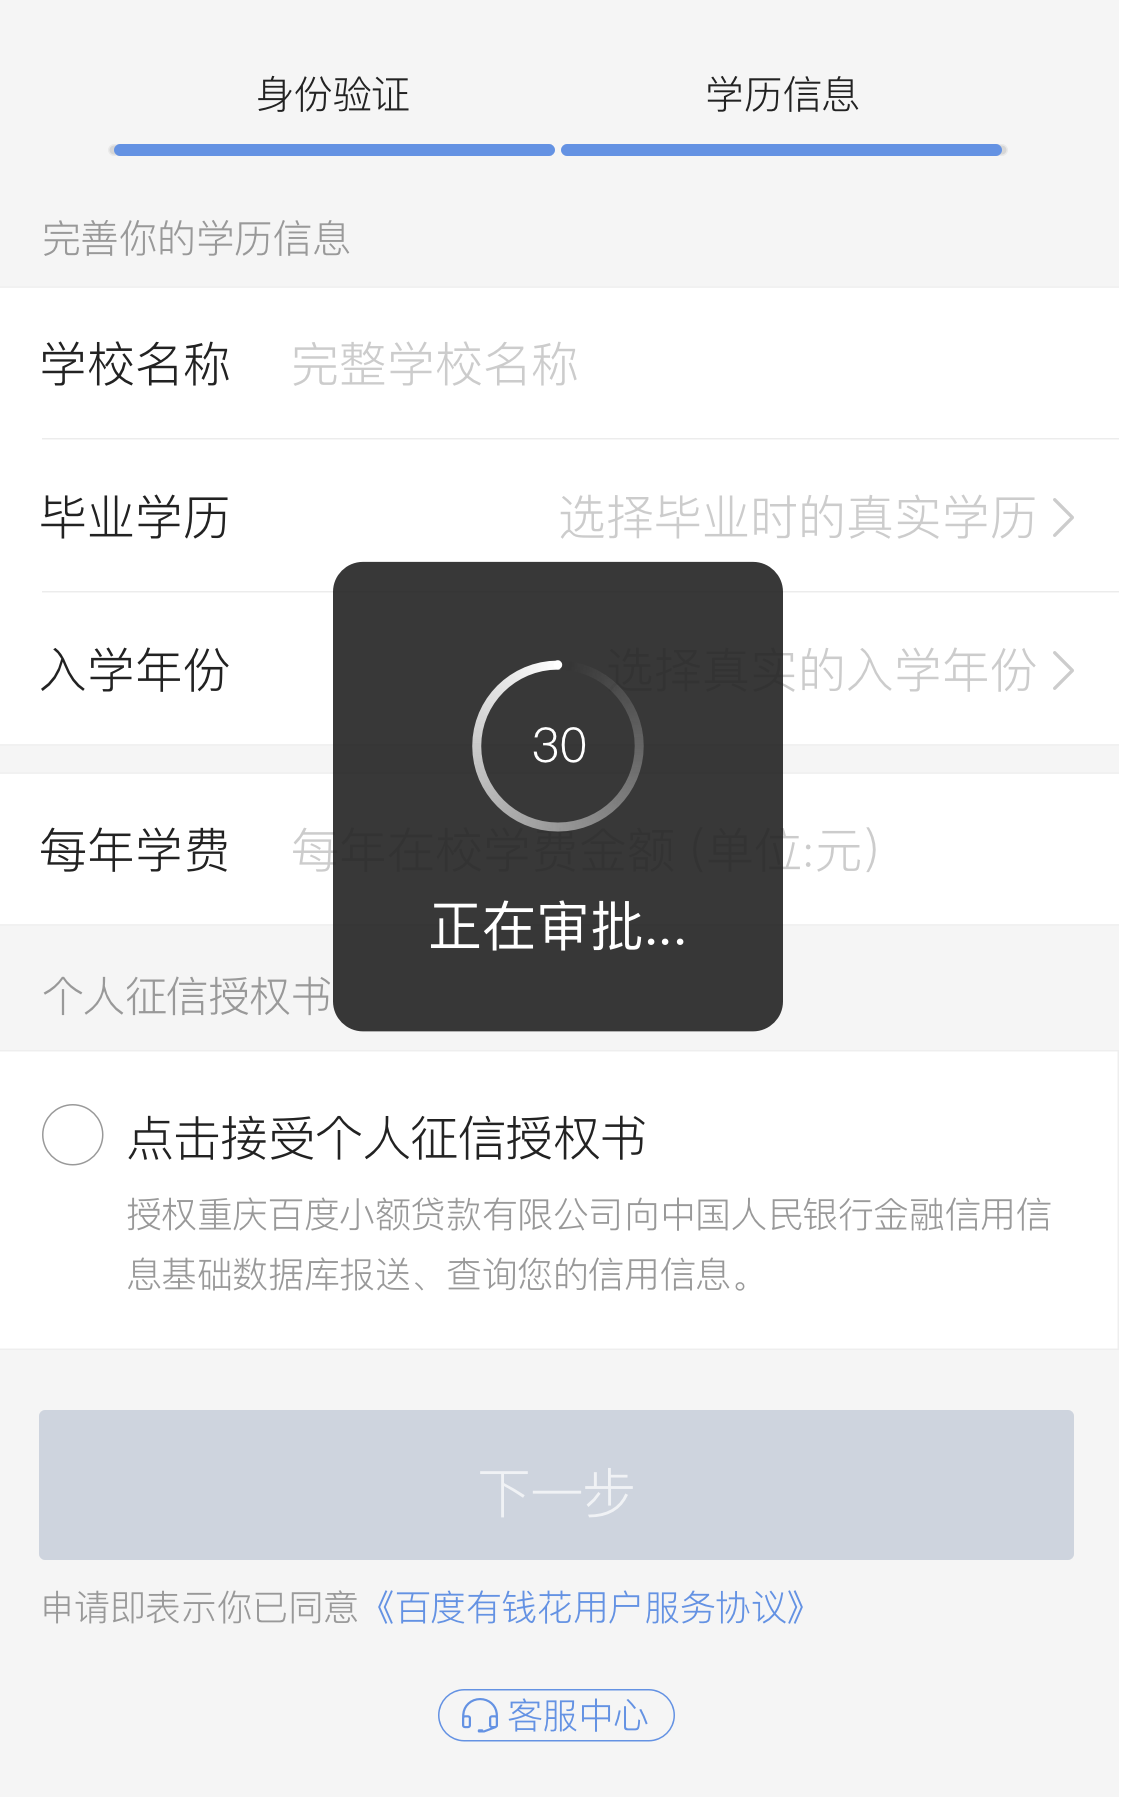 身份验证 学历信息
完善你的学历信息
学校名称 完整学校名称
毕业学历 选择毕业时的真实学历
入学年份 选择真实的入学年份
30
每年学费 每年在校学费金额 (单位:元)
正在审批...
个人征信授权书
点击接受个人征信授权书
授权重庆百度小额贷款有限公司向中国人民银行金融信用信
息基础数据库报送、查询您的信用信息。
下一步
申请即表示你已同意《百度有钱花用户服务协议》
客服中心